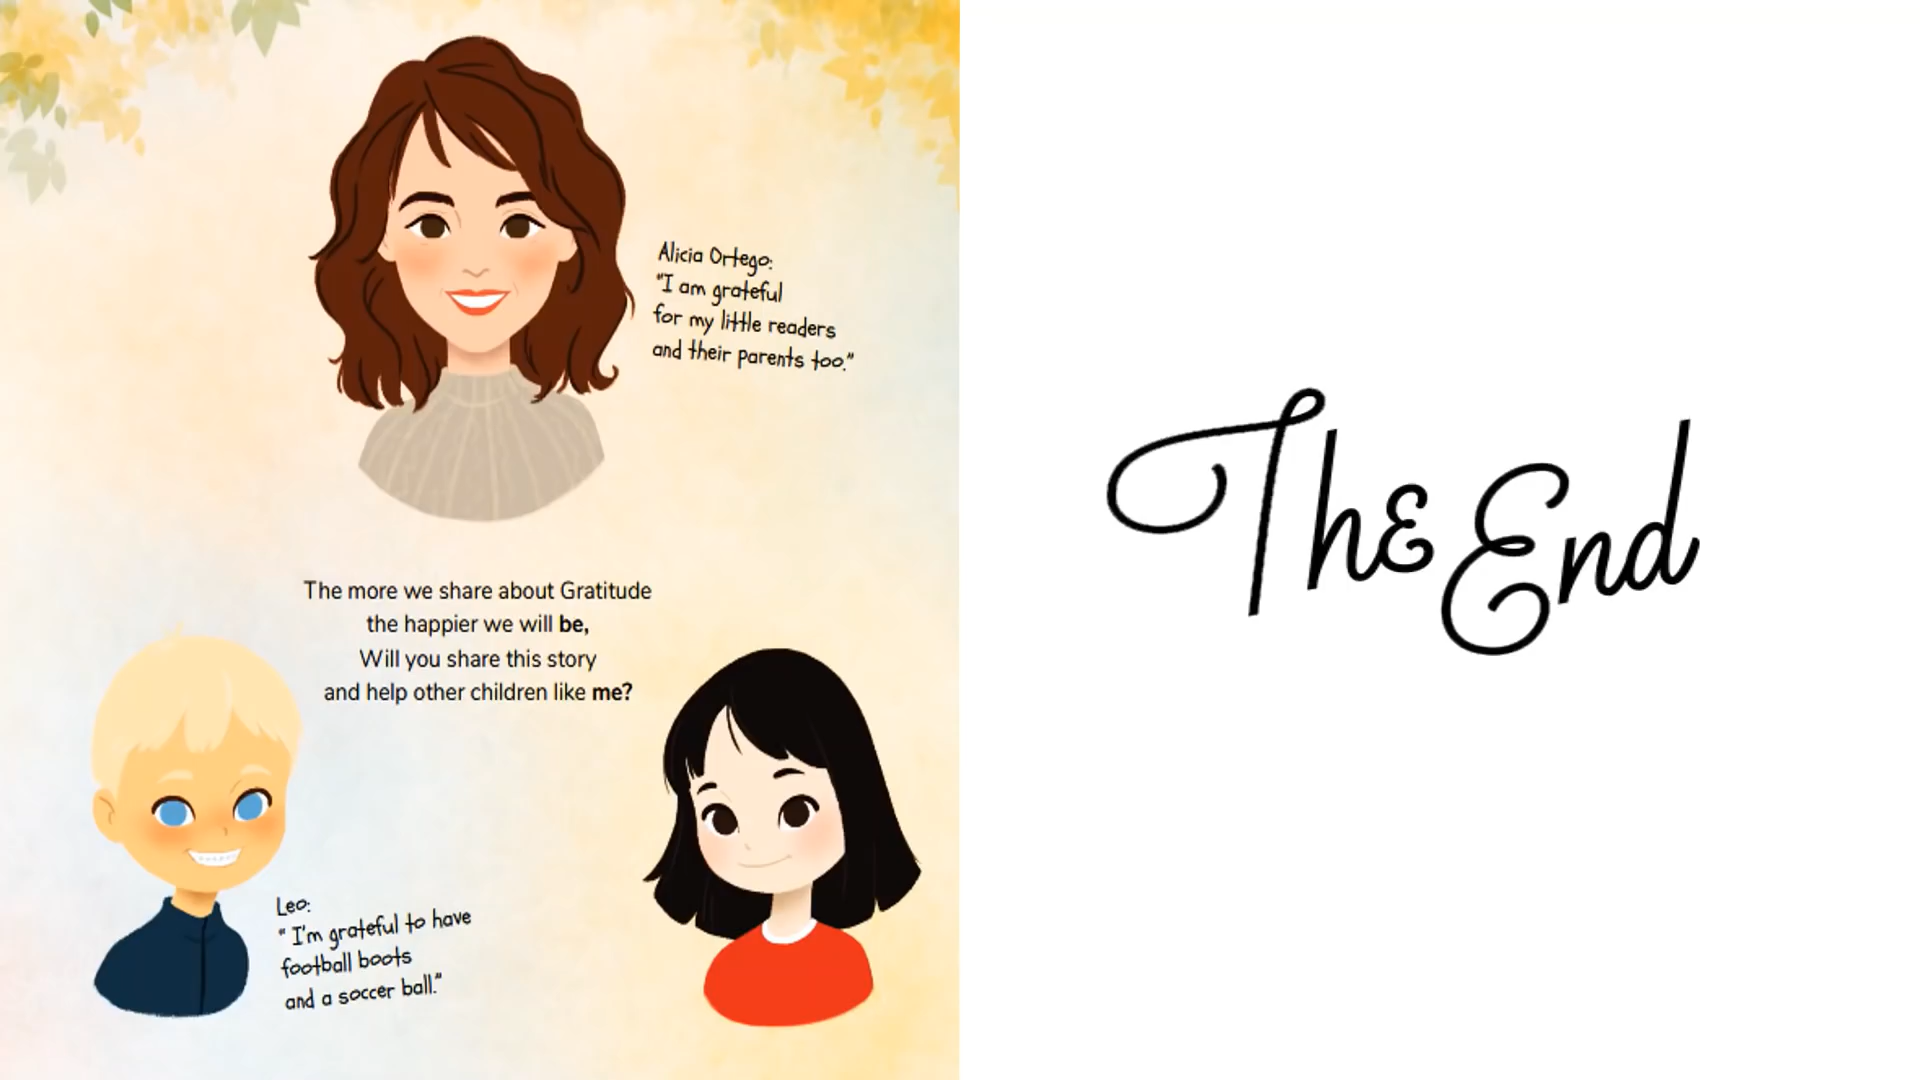 Alicia Ortego:
"I am grateful
for my little readers
and their parents too."
The more we share about Gratitude
the happier we will be,
Will you share this story
and help other children like me?
Leo:
" I'm grateful to have
football boots
and a soccer ball."
The End